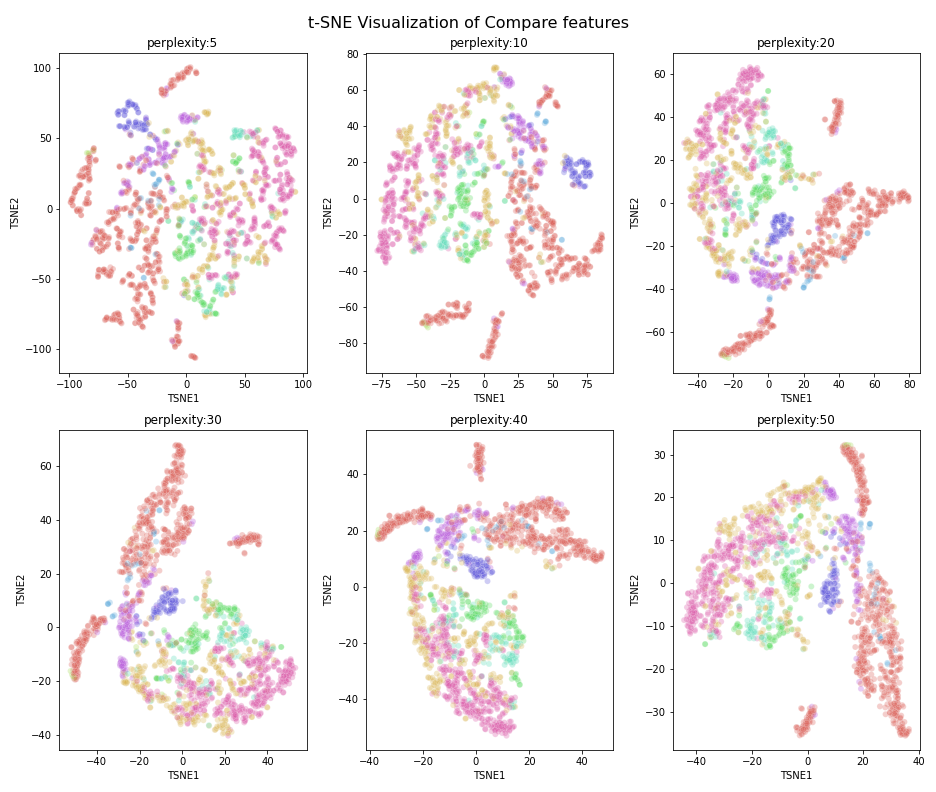 t-SNE Visualization of Compare features
perplexity:5
100
50
0
−50
−100
TSNE2
−100 −50 0 50 100
TSNE1
perplexity:10
80
60
40
20
0
−20
−40
−60
−80
TSNE2
−75 −50 −25 0 25 50 75
TSNE1
perplexity:20
60
40
20
0
−20
−40
−60
TSNE2
−40 −20 0 20 40 60 80
TSNE1
perplexity:30
60
40
20
0
−20
−40
TSNE2
−40 −20 0 20 40
TSNE1
perplexity:40
40
20
0
−20
−40
TSNE2
−40 −20 0 20 40
TSNE1
perplexity:50
30
20
10
0
−10
−20
−30
TSNE2
−40 −20 0 20 40
TSNE1